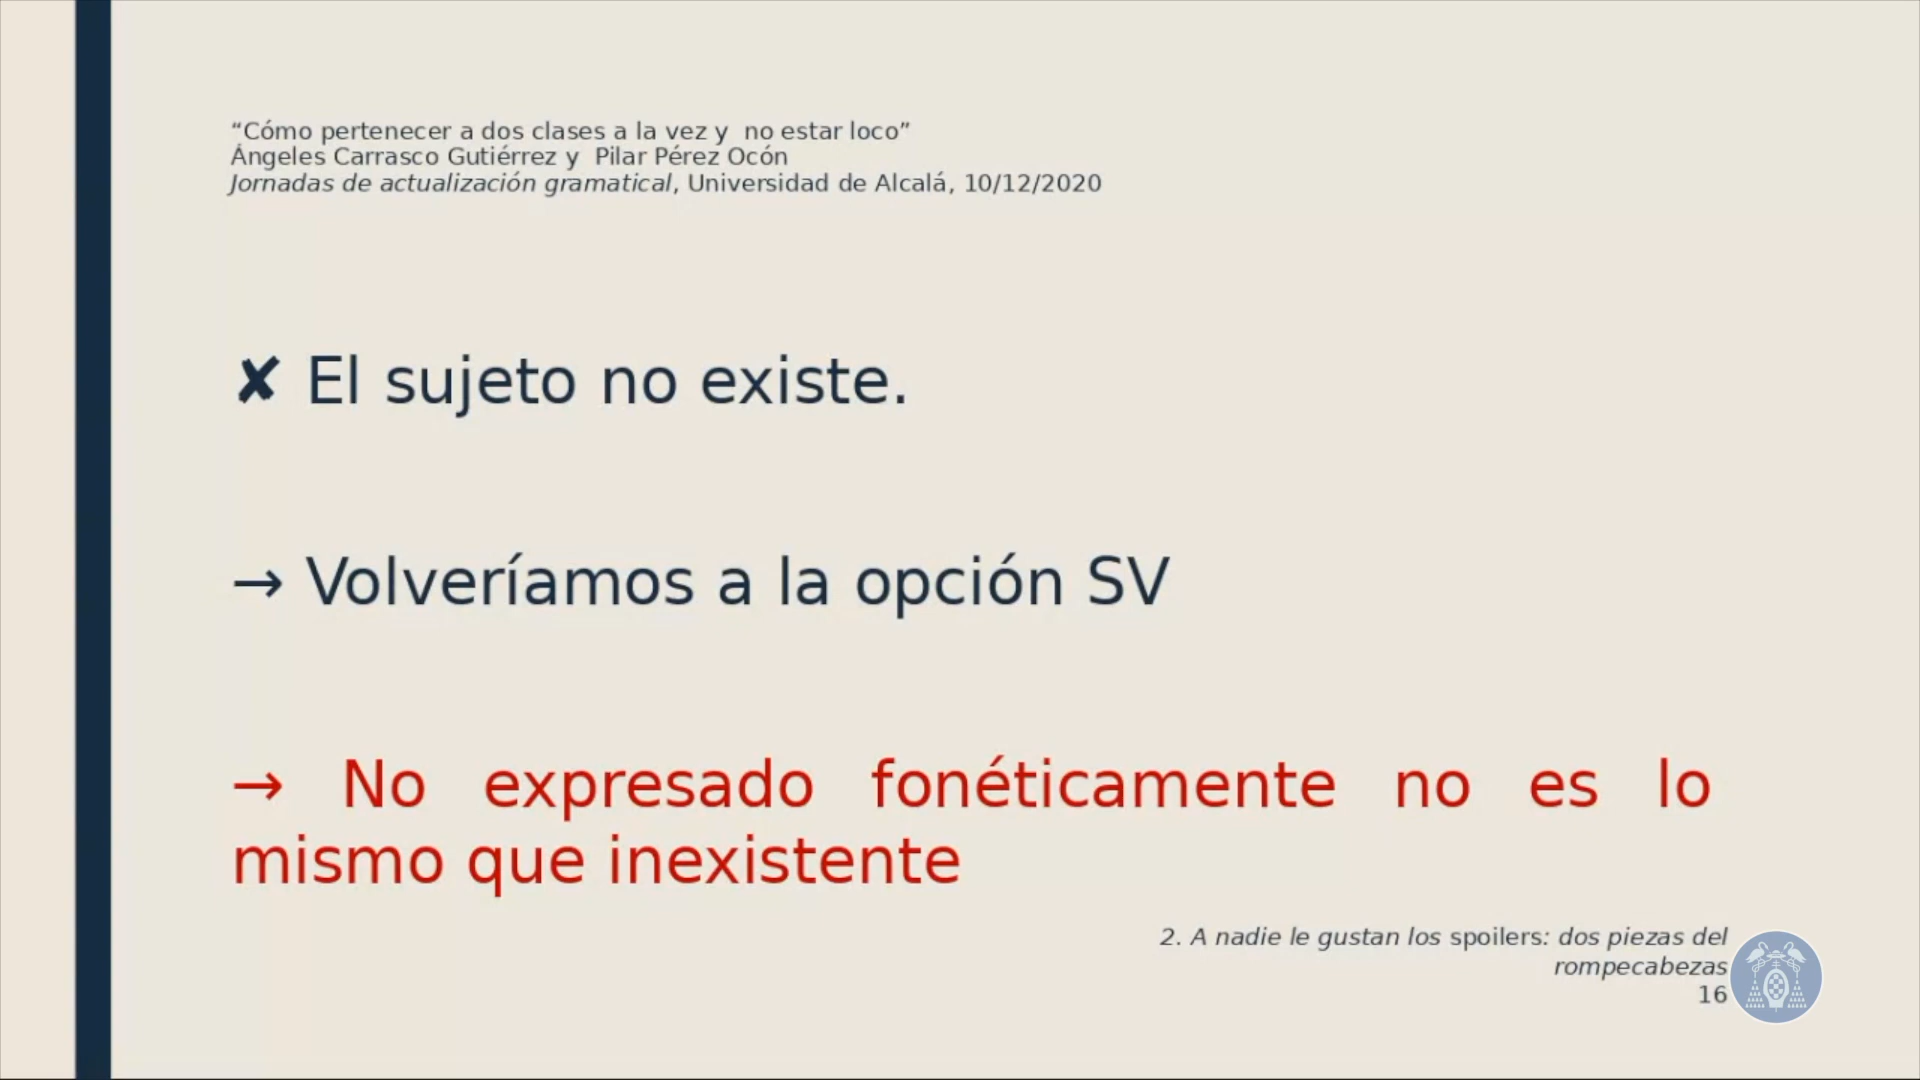 “Cómo pertenecer a dos clases a la vez y no estar loco”
Ángeles Carrasco Gutiérrez y Pilar Pérez Ocón
Jornadas de actualización gramatical, Universidad de Alcalá, 10/12/2020
✘ El sujeto no existe.
→ Volveríamos a la opción SV
→ No expresado fonéticamente no es lo
mismo que inexistente
2. A nadie le gustan los spoilers: dos piezas del
rompecabezas
16